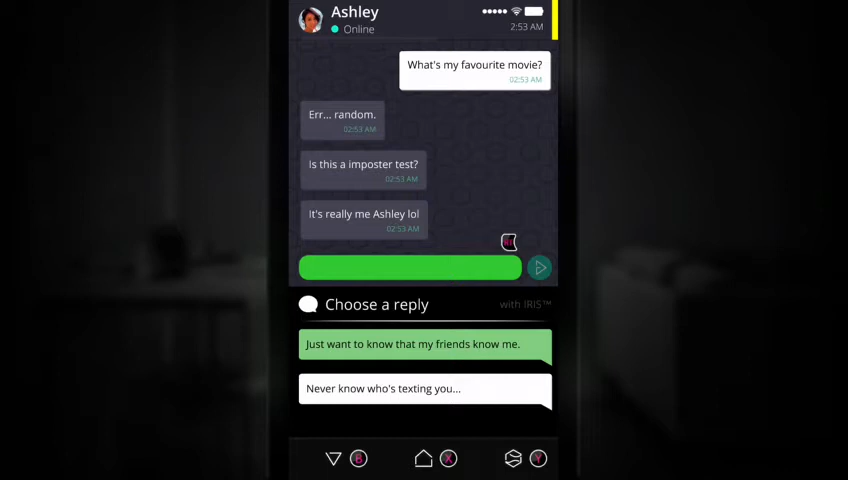 Ashley
Online
2:53 AM
What's my favourite movie?
02:53 AM
Err... random.
02:53 AM
Is this a imposter test?
02:53 AM
It's really me Ashley lol
02:53 AM
Choose a reply
with IRIS™
Just want to know that my friends know me.
Never know who's texting you...
B
X
Y